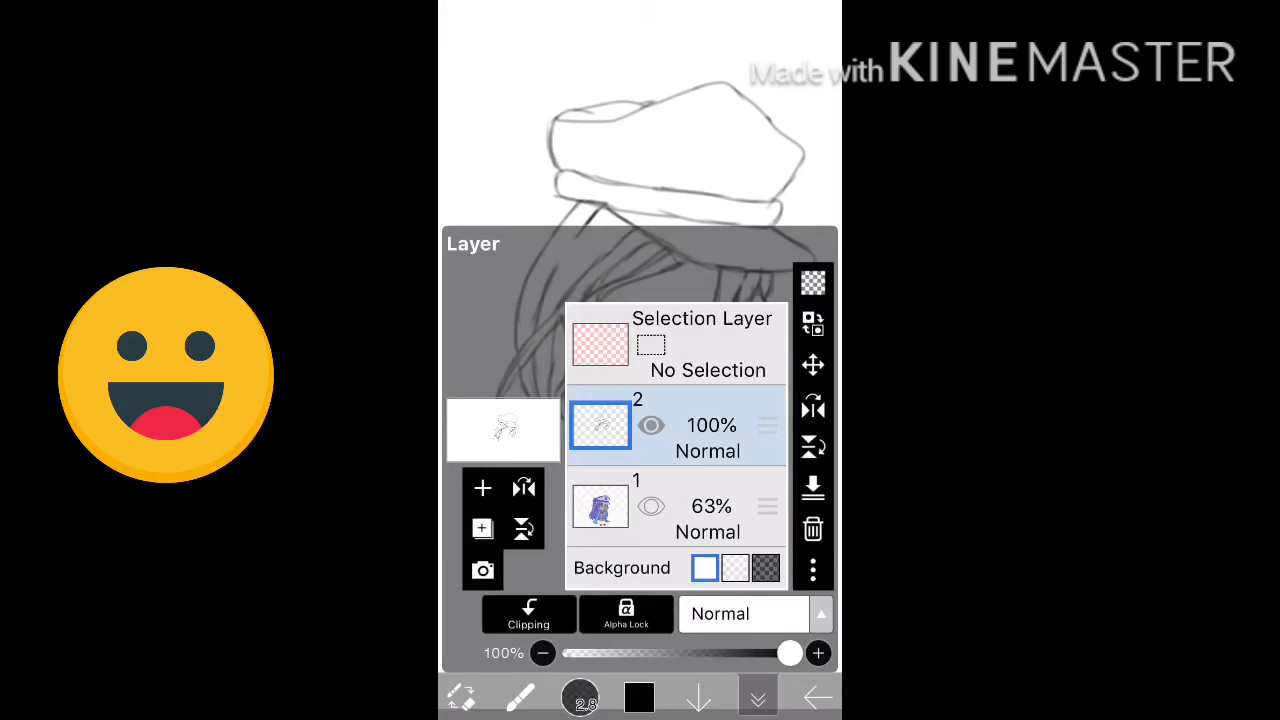 Made with KINEMASTER
Layer
Selection Layer
No Selection
2
100%
Normal
1
63%
Normal
Background
Clipping
Alpha Lock
Normal
100%
2.8